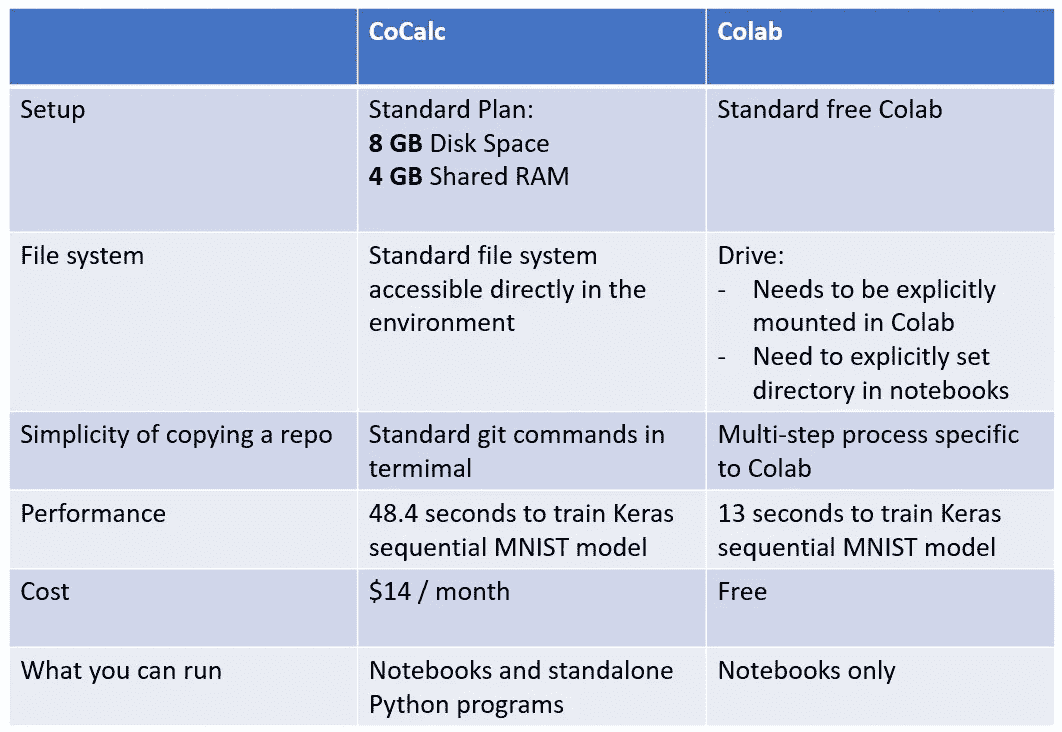 CoCalc
Colab
Setup
Standard Plan:
8 GB Disk Space
4 GB Shared RAM
Standard free Colab
File system
Standard file system
accessible directly in the
environment
Drive:
- Needs to be explicitly
mounted in Colab
- Need to explicitly set
directory in notebooks
Simplicity of copying a repo
Standard git commands in
termimal
Multi-step process specific
to Colab
Performance
48.4 seconds to train Keras
sequential MNIST model
13 seconds to train Keras
sequential MNIST model
Cost
$14 / month
Free
What you can run
Notebooks and standalone
Python programs
Notebooks only